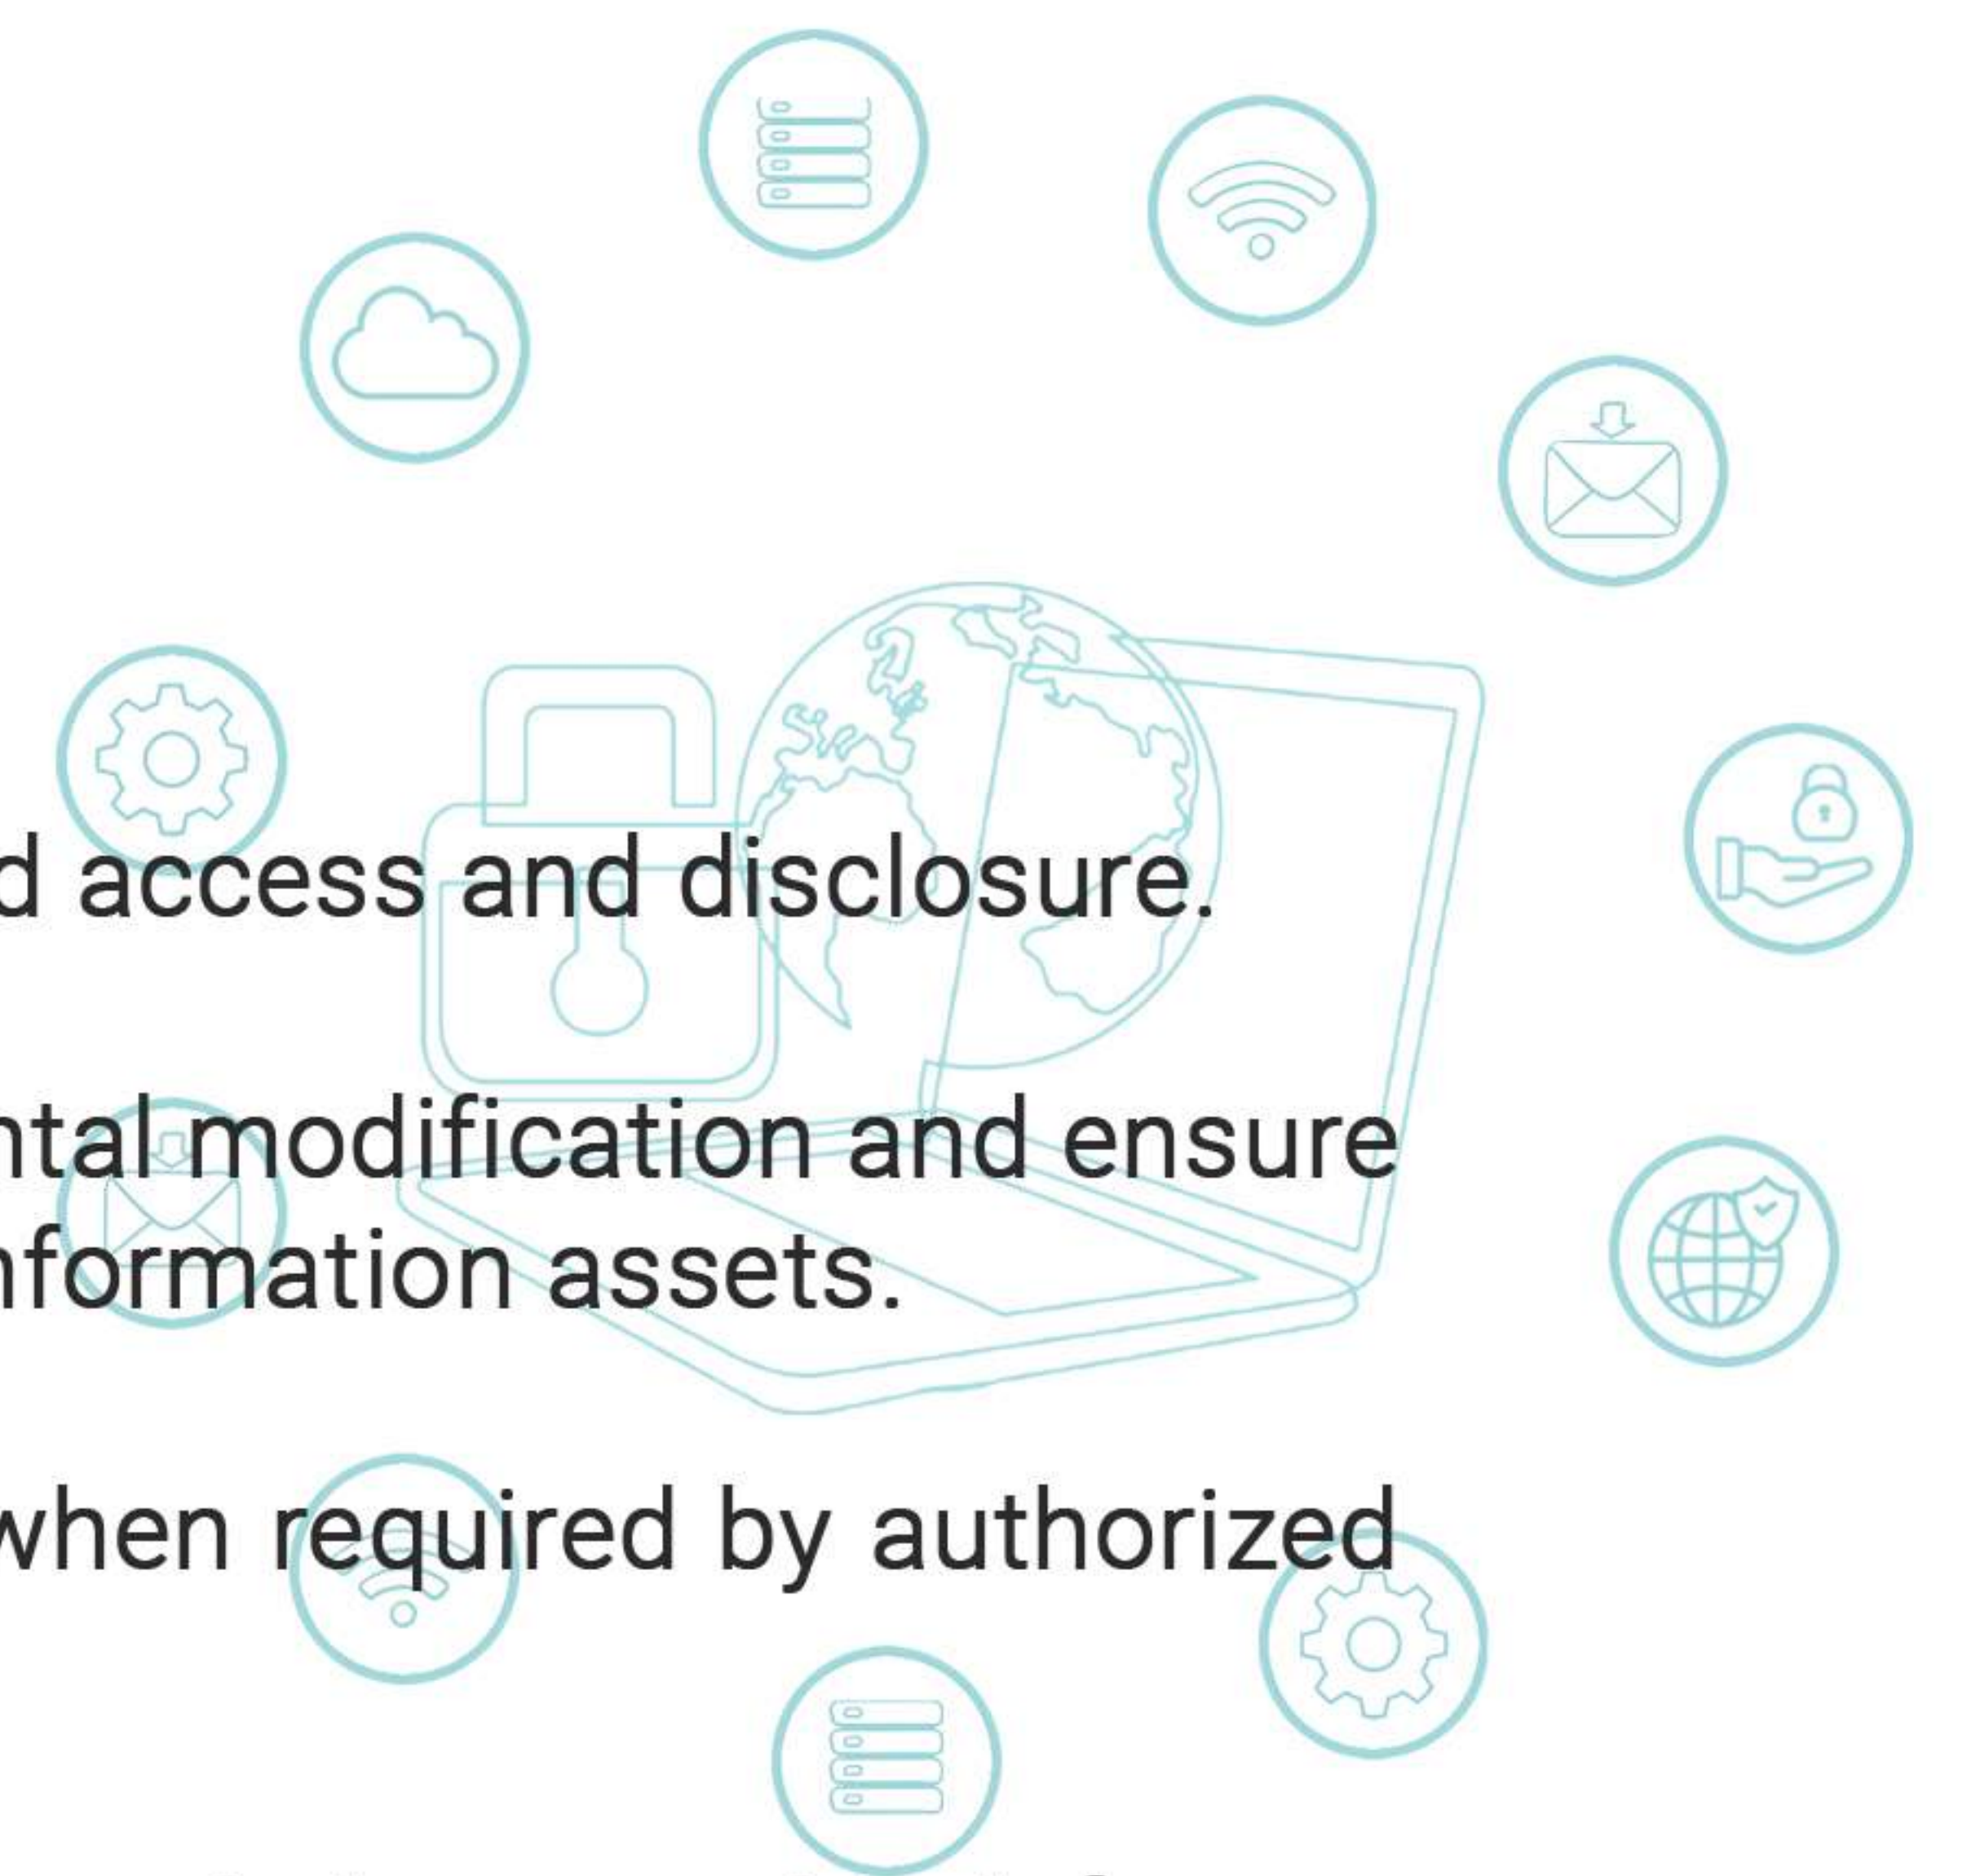 d access and disclosure.
ntal modification and ensure
nformation assets.
when required by authorized